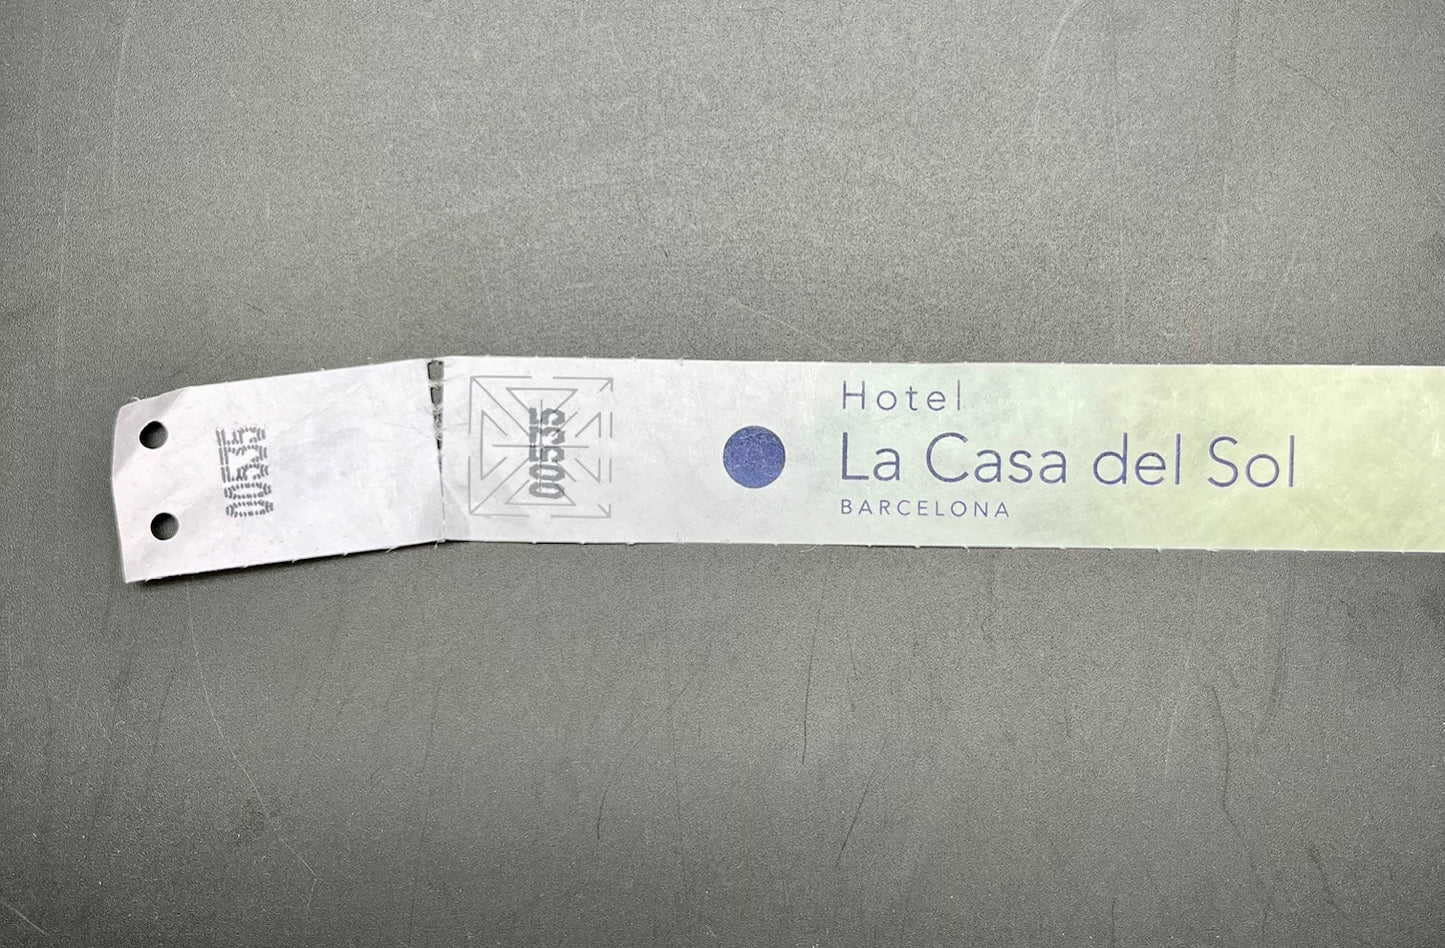 00535
00535
Hotel
La Casa del Sol
BARCELONA